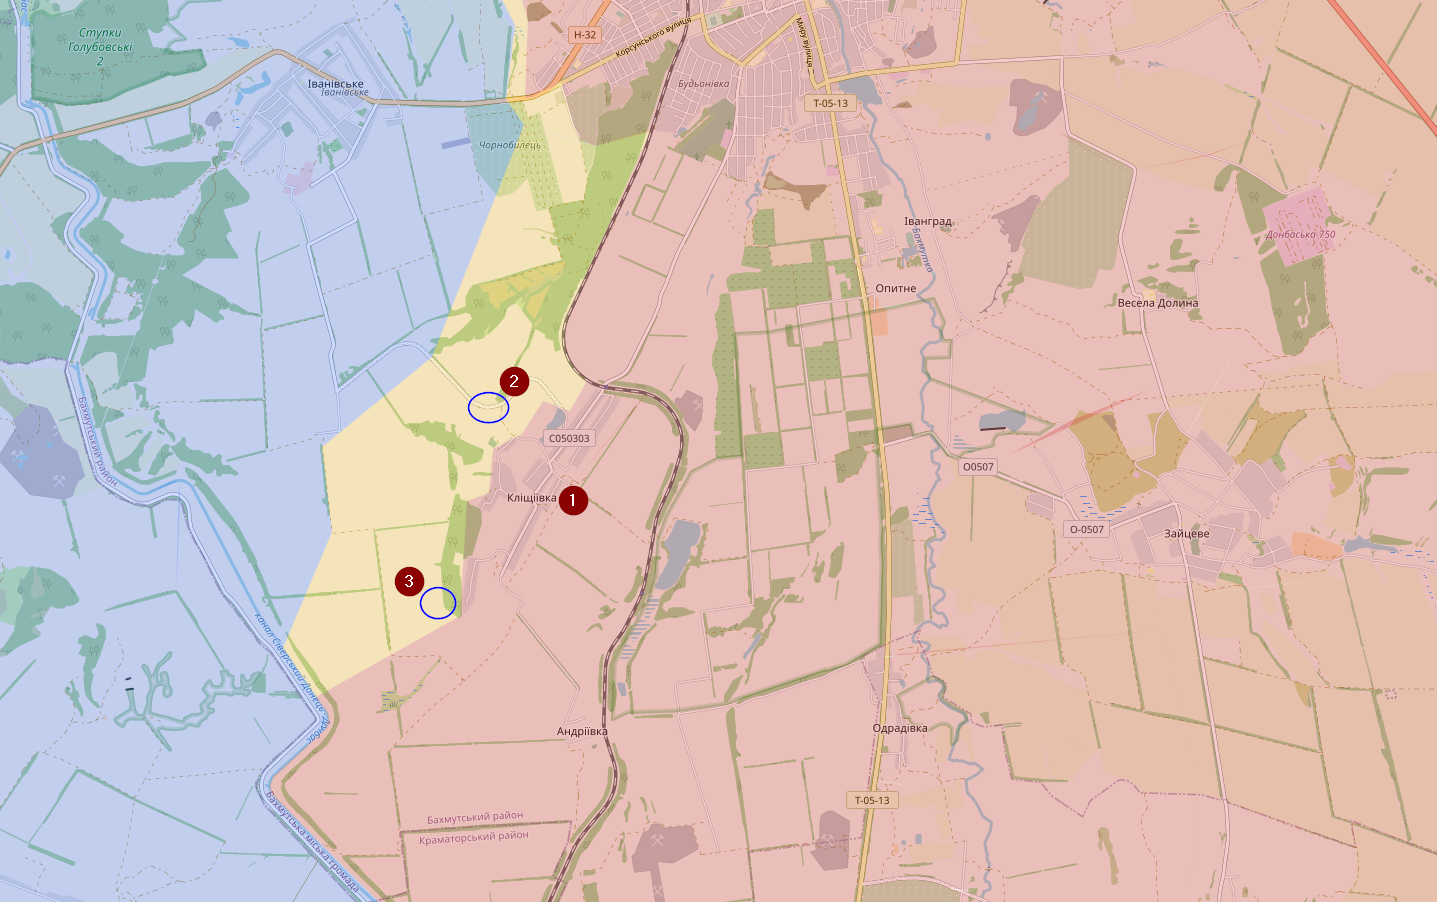 Ступки
Голубовські
2
Н-32
Корсунського вулиця
Миру вулиця
Іванівське
Іванівське
Будьонівка
Т-05-13
Чорнобилець
Іванград
Бахмутка
Донбаська-750
Опитне
Весела Долина
2
С050303
Бахмутський район
О0507
Кліщіївка
1
О-0507
Зайцеве
3
канал Сіверський Донець - Донбас
Андріївка
Одрадівка
Т-05-13
Бахмутський район
Краматорський район
Бахмутська міська громада